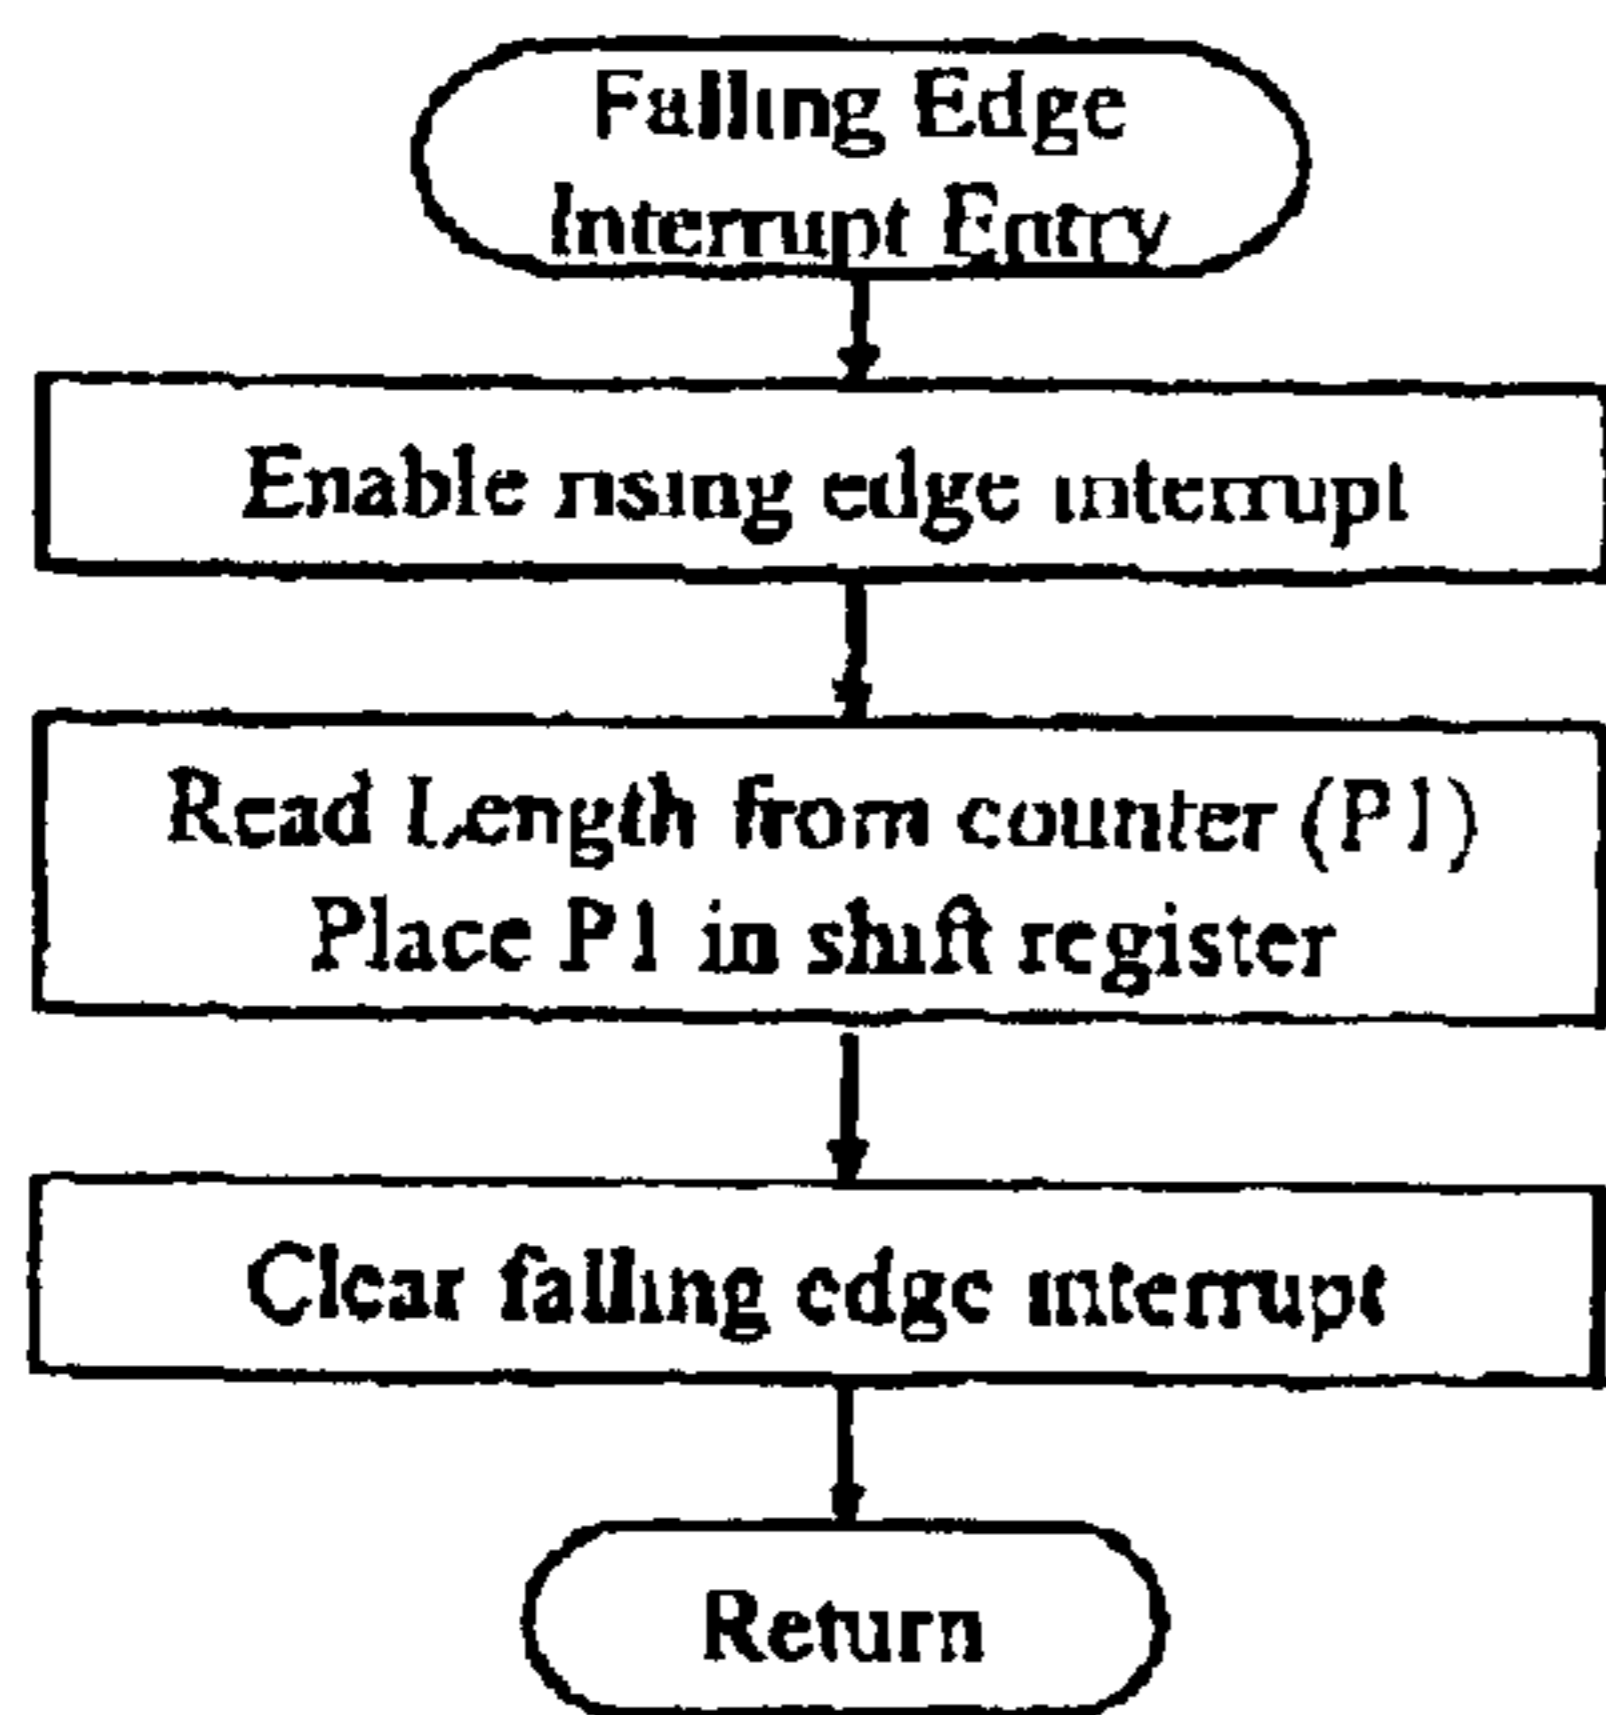 Falling Edge
Interrupt Entry
Enable rising edge interrupt
Read Length from counter (P1)
Place P1 in shift register
Clear falling edge interrupt
Return